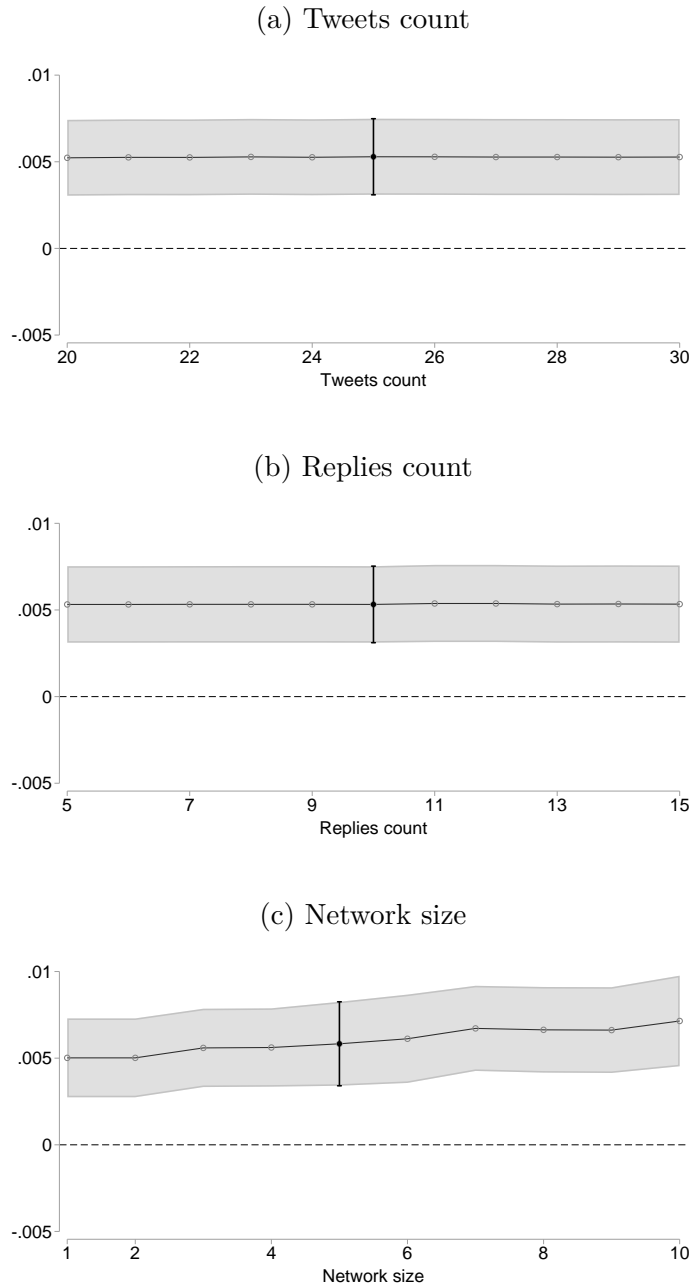 (a) Tweets count
.01
.005
0
-.005
20 22 24 26 28 30
Tweets count
(b) Replies count
.01
.005
0
-.005
5 7 9 11 13 15
Replies count
(c) Network size
.01
.005
0
-.005
1 2 4 6 8 10
Network size